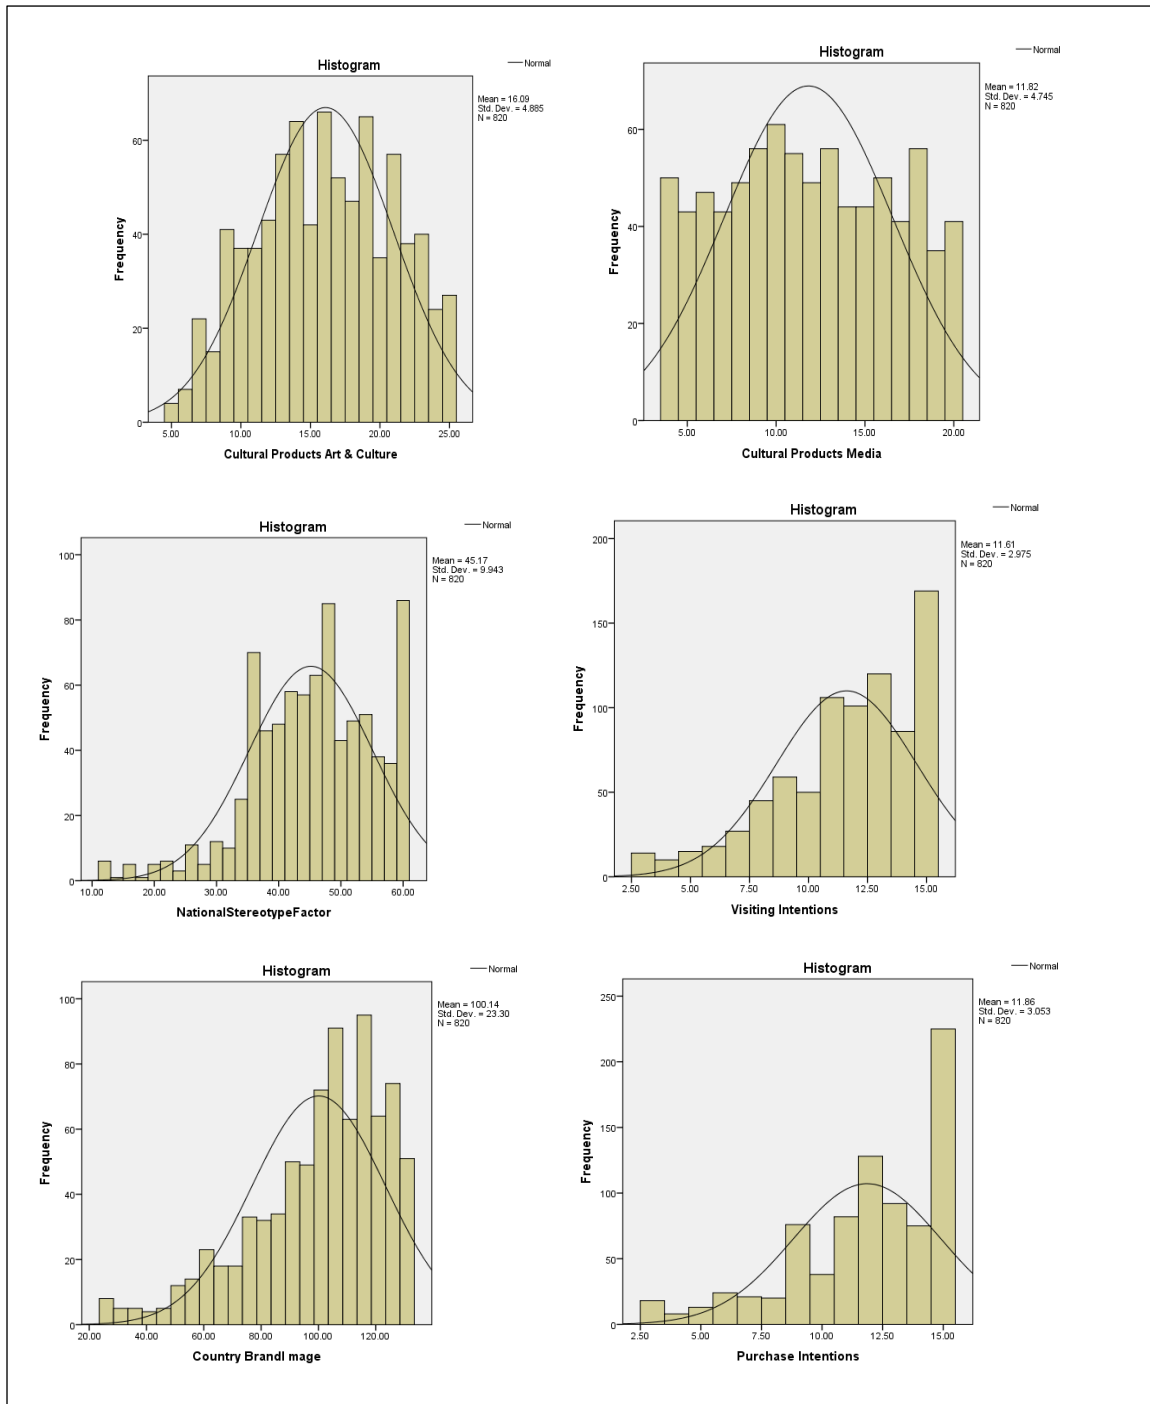 Histogram
Normal
Mean = 16.09
Std. Dev. = 4.885
N = 820
Frequency
60
40
20
0
5.00 10.00 15.00 20.00 25.00
Cultural Products Art & Culture
Histogram
Normal
Mean = 11.82
Std. Dev. = 4.745
N = 820
Frequency
60
40
20
0
5.00 10.00 15.00 20.00
Cultural Products Media
Histogram
Normal
Mean = 45.17
Std. Dev. = 9.943
N = 820
Frequency
100
80
60
40
20
0
10.00 20.00 30.00 40.00 50.00 60.00
NationalStereotypeFactor
Histogram
Normal
Mean = 11.61
Std. Dev. = 2.975
N = 820
Frequency
200
150
100
50
0
2.50 5.00 7.50 10.00 12.50 15.00
Visiting Intentions
Histogram
Normal
Mean = 100.14
Std. Dev. = 23.30
N = 820
Frequency
100
80
60
40
20
0
20.00 40.00 60.00 80.00 100.00 120.00
Country BrandI mage
Histogram
Normal
Mean = 11.86
Std. Dev. = 3.053
N = 820
Frequency
250
200
150
100
50
0
2.50 5.00 7.50 10.00 12.50 15.00
Purchase Intentions